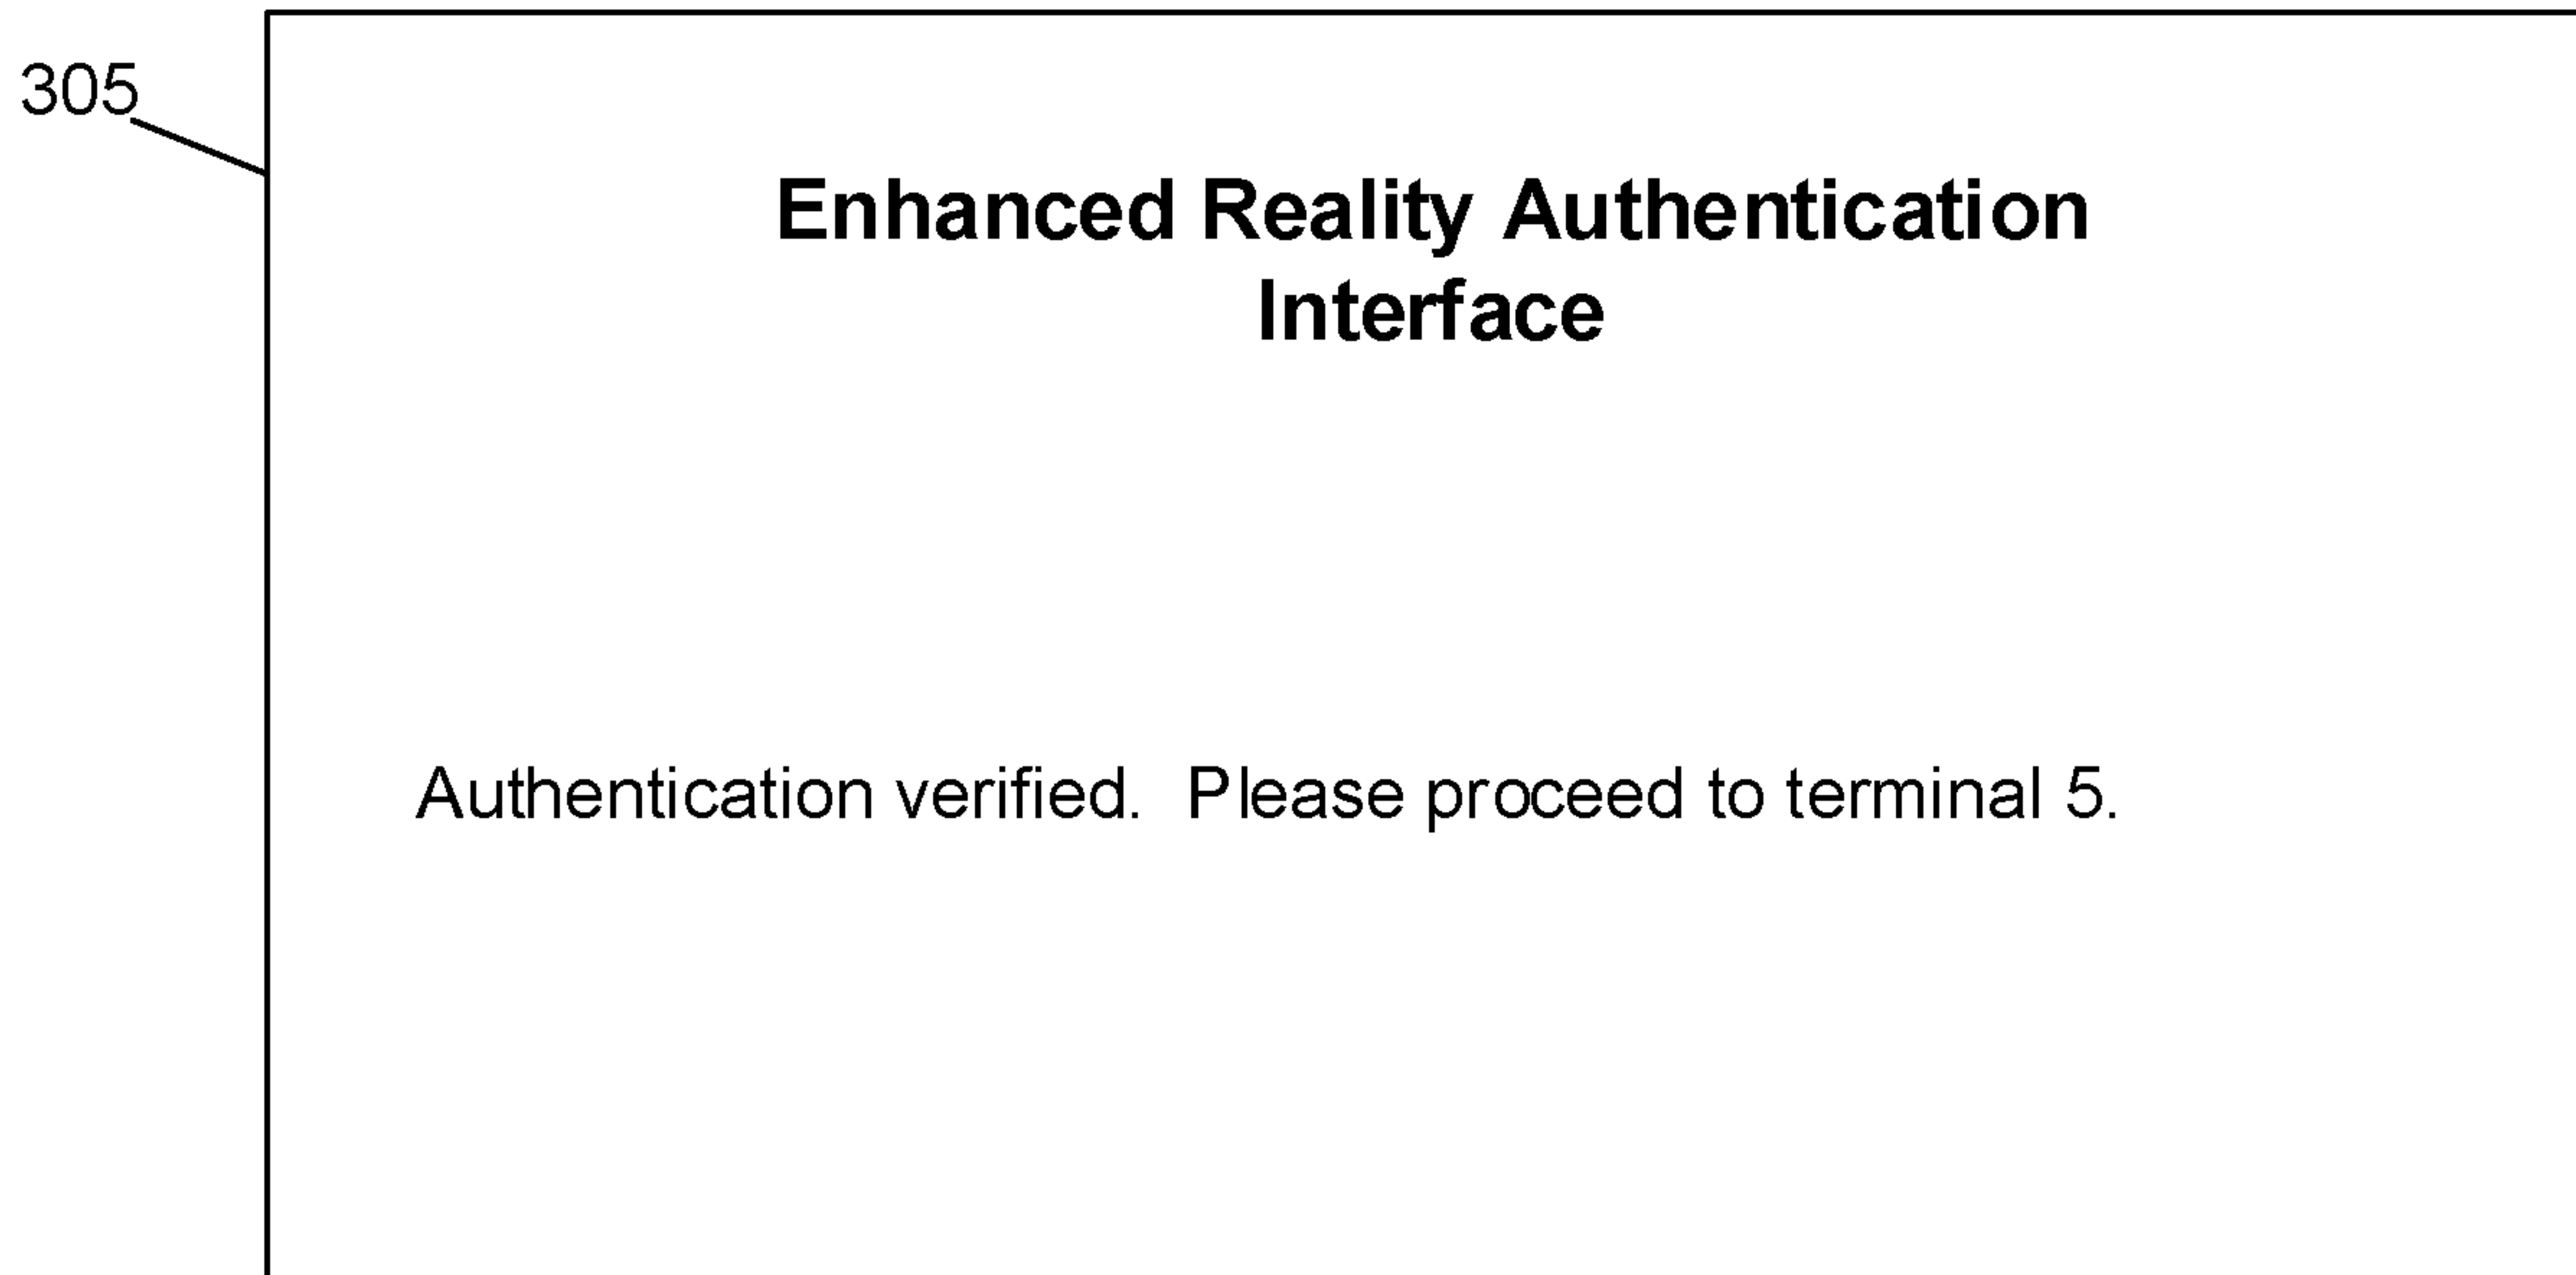 305
Enhanced Reality Authentication
Interface
Authentication verified.  Please proceed to terminal 5.